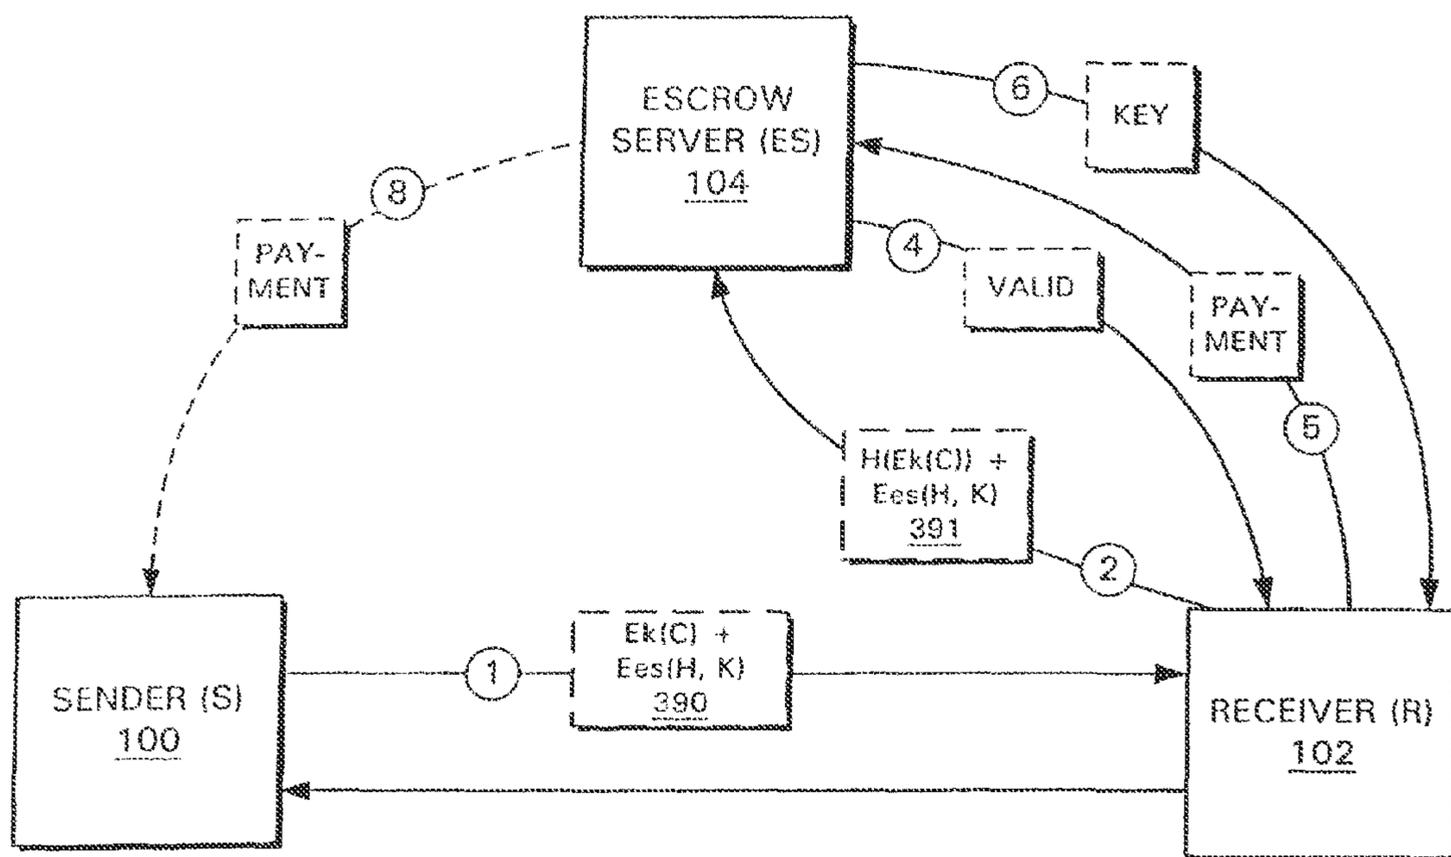 ESCROW
SERVER (ES)
104
6
KEY
8
PAY-
MENT
4
VALID
PAY-
MENT
5
H(Ek(C)) +
Ees(H, K)
391
2
SENDER (S)
100
1
Ek(C) +
Ees(H, K)
390
RECEIVER (R)
102